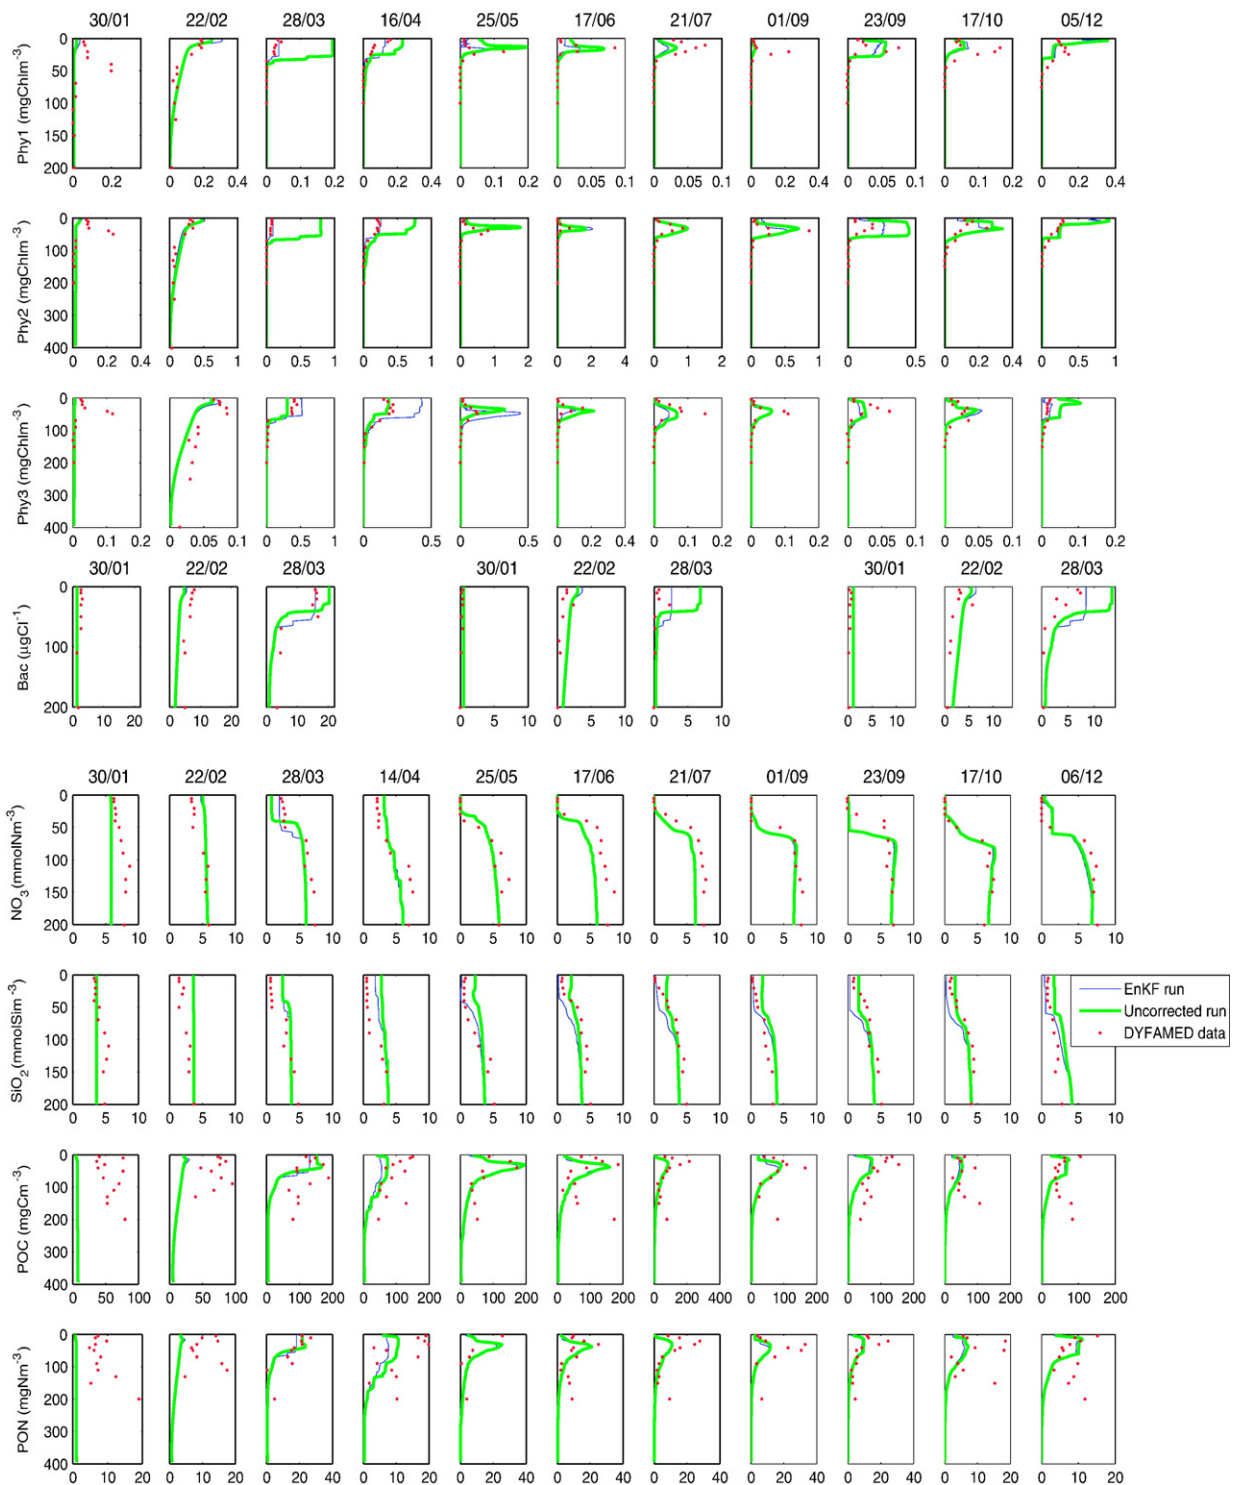 30/01 22/02 28/03 16/04 25/05 17/06 21/07 01/09 23/09 17/10 05/12
Phy1 (mgChlm⁻³)
0
50
100
150
200
0 0.2 0 0.2 0.4 0 0.1 0.2 0 0.2 0.4 0 0.1 0.2 0 0.05 0.1 0 0.05 0.1 0 0.2 0.4 0 0.05 0.1 0 0.1 0.2 0 0.2 0.4
Phy2 (mgChlm⁻³)
0
100
200
300
400
0 0.2 0.4 0 0.5 1 0 0.5 1 0 0.5 1 0 1 2 0 2 4 0 1 2 0 0.5 1 0 0.5 0 0.2 0.4 0 0.5 1
Phy3 (mgChlm⁻³)
0
100
200
300
400
0 0.1 0.2 0 0.05 0.1 0 0.5 1 0 0.5 0 0.5 0 0.5 0 0.1 0.2 0 0.1 0.2 0 0.1 0.2 0 0.05 0.1 0 0.1 0.2
30/01 22/02 28/03 30/01 22/02 28/03 30/01 22/02 28/03
Bac (µgCl⁻¹)
0
100
200
0 10 20 0 10 20 0 10 20 0 5 10 0 5 10 0 5 10 0 5 10 0 5 10 0 5 10
30/01 22/02 28/03 14/04 25/05 17/06 21/07 01/09 23/09 17/10 06/12
NO₃ (mmolNm⁻³)
0
50
100
150
200
0 5 10 0 5 10 0 5 10 0 5 10 0 5 10 0 5 10 0 5 10 0 5 10 0 5 10 0 5 10 0 5 10
SiO₂ (mmolSim⁻³)
0
50
100
150
200
EnKF run
Uncorrected run
DYFAMED data
0 5 10 0 5 10 0 5 10 0 5 10 0 5 10 0 5 10 0 5 10 0 5 10 0 5 10 0 5 10 0 5 10
POC (mgCm⁻³)
0
100
200
300
400
0 50 100 0 50 100 0 100 200 0 100 200 0 100 200 0 100 200 0 200 400 0 100 200 0 100 200 0 100 200 0 100 200
PON (mgNm⁻³)
0
100
200
300
400
0 10 20 0 10 20 0 20 40 0 10 20 0 20 40 0 20 40 0 20 40 0 20 40 0 20 40 0 10 20 0 10 20